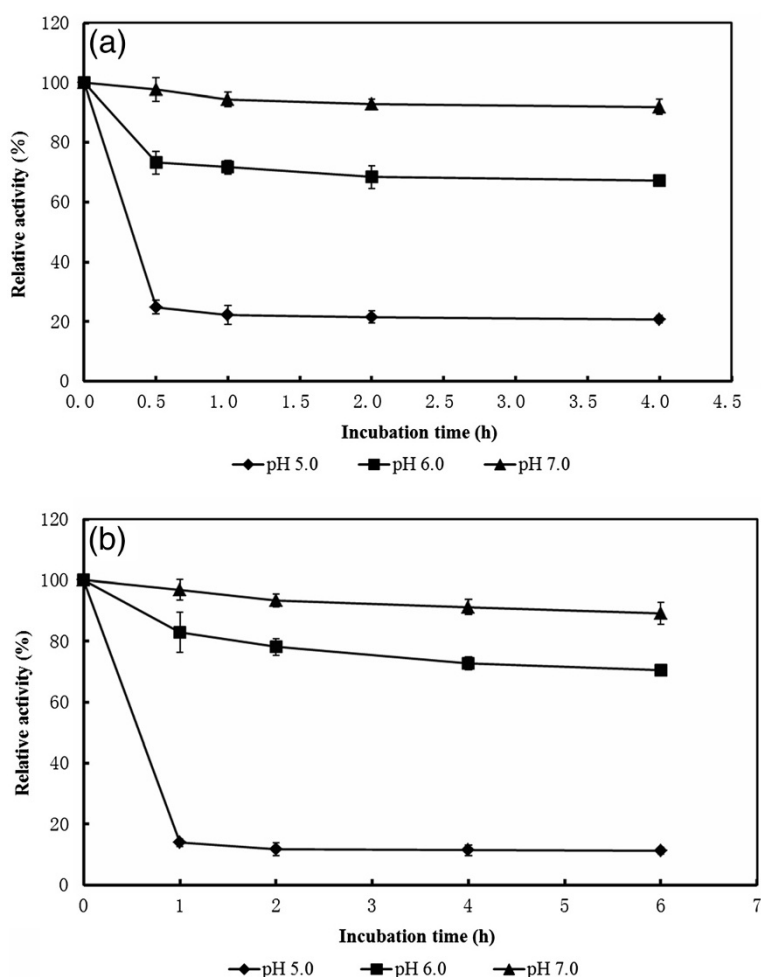 (a)
120
100
80
60
40
20
0
Relative activity (%)
0.0 0.5 1.0 1.5 2.0 2.5 3.0 3.5 4.0 4.5
Incubation time (h)
pH 5.0 pH 6.0 pH 7.0
(b)
120
100
80
60
40
20
0
Relative activity (%)
0 1 2 3 4 5 6 7
Incubation time (h)
pH 5.0 pH 6.0 pH 7.0